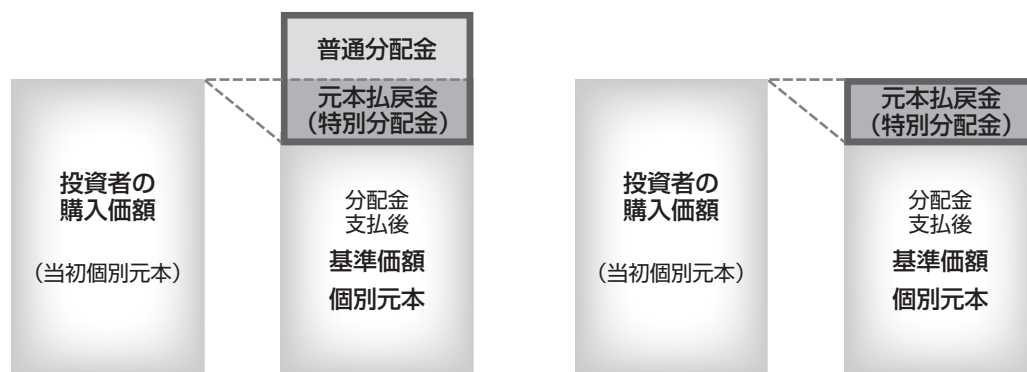 普通分配金
元本払戻金
（特別分配金）
投資者の
購入価額
（当初個別元本）
分配金
支払後
基準価額
個別元本
元本払戻金
（特別分配金）
投資者の
購入価額
（当初個別元本）
分配金
支払後
基準価額
個別元本